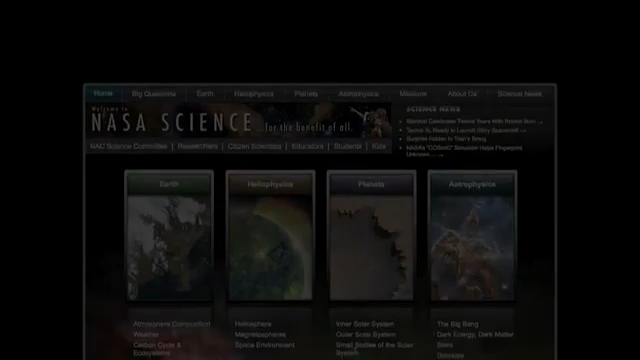 Home Big Questions Earth Heliophysics Planets Astrophysics Missions About Us Science News
Welcome to
NASA SCIENCE for the benefit of all.
SCIENCE NEWS
NAC Science Committee | Researchers | Citizen Scientists | Educators | Students | Kids
Earth Heliophysics Planets Astrophysics
Atmosphere Composition
Weather
Carbon Cycle &
Ecosystems
Heliosphere
Magnetospheres
Space Environment
Inner Solar System
Outer Solar System
Small Bodies of the Solar
System
The Big Bang
Dark Energy, Dark Matter
Stars
Galaxies